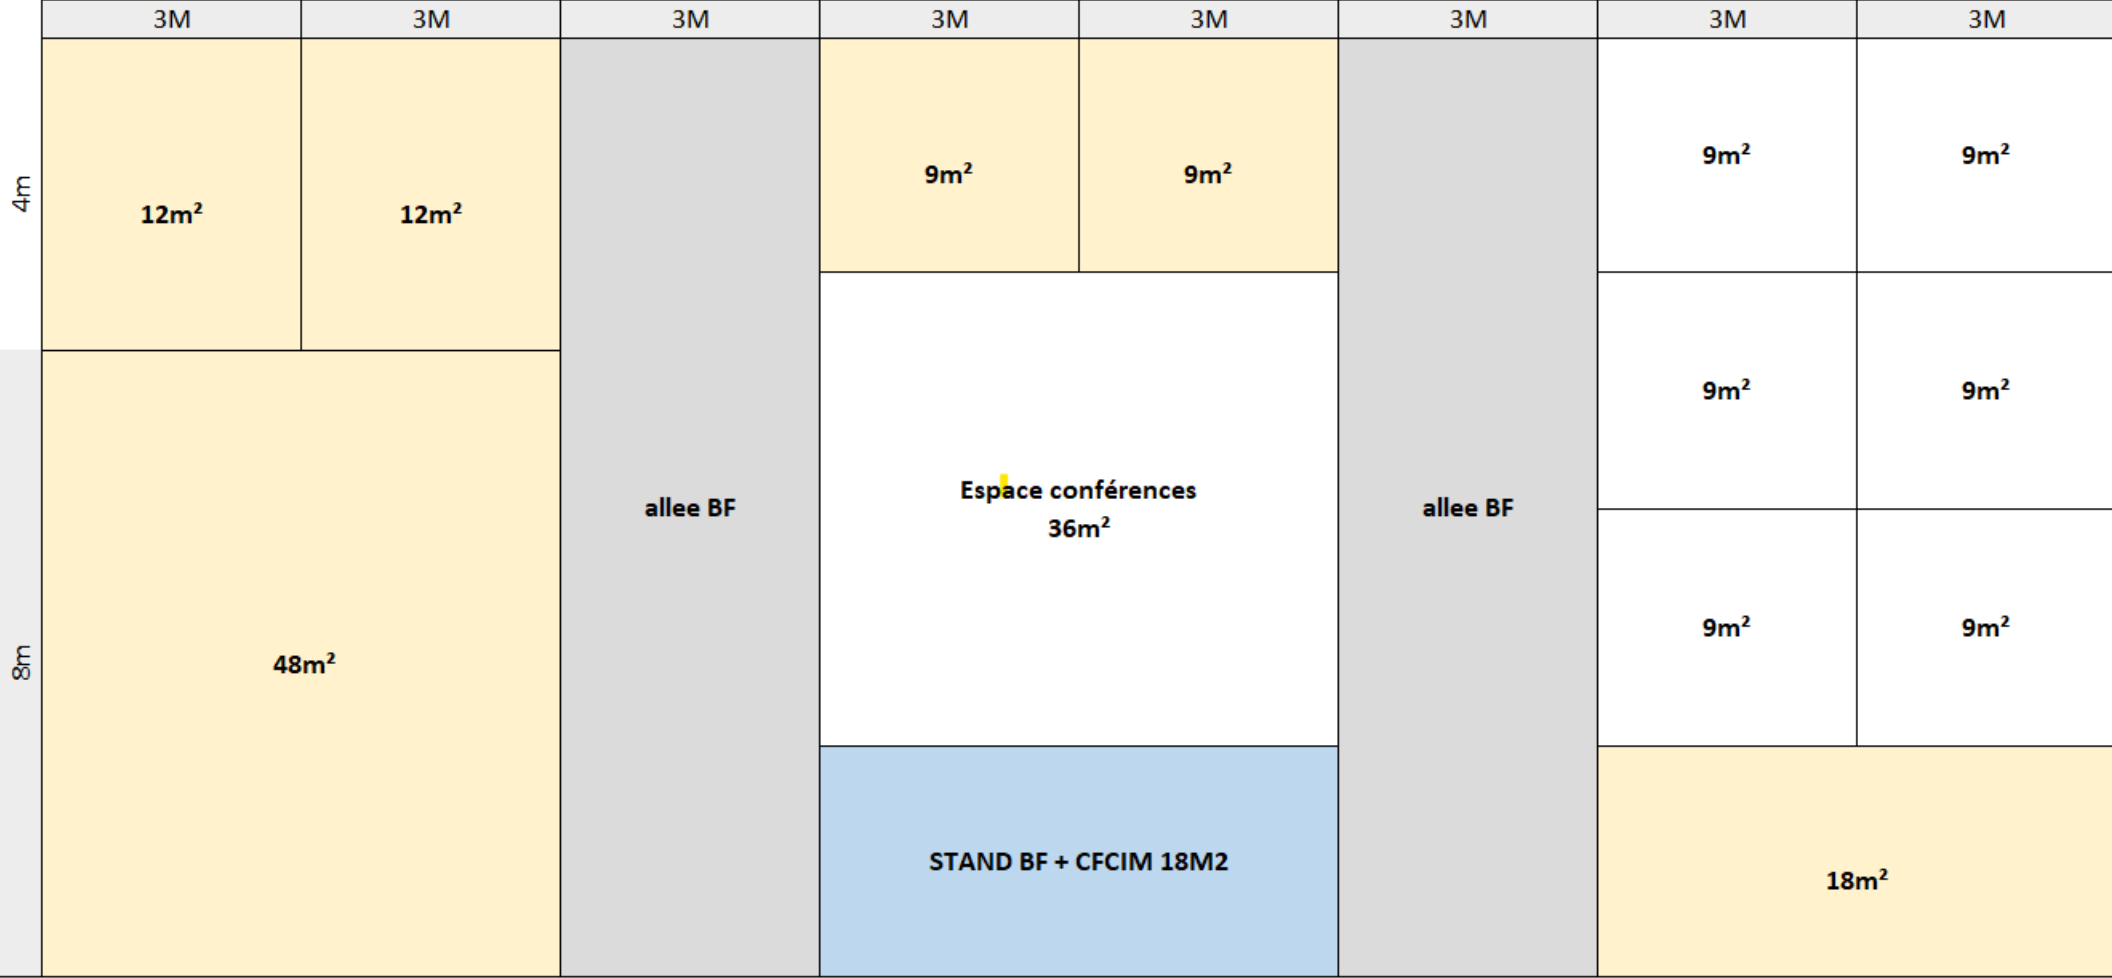 3M 3M 3M 3M 3M 3M 3M 3M
4m
12m² 12m²
9m² 9m²
9m² 9m²
9m² 9m²
8m
48m²
allee BF
Espace conférences
36m²
allee BF
9m² 9m²
STAND BF + CFCIM 18M2
18m²